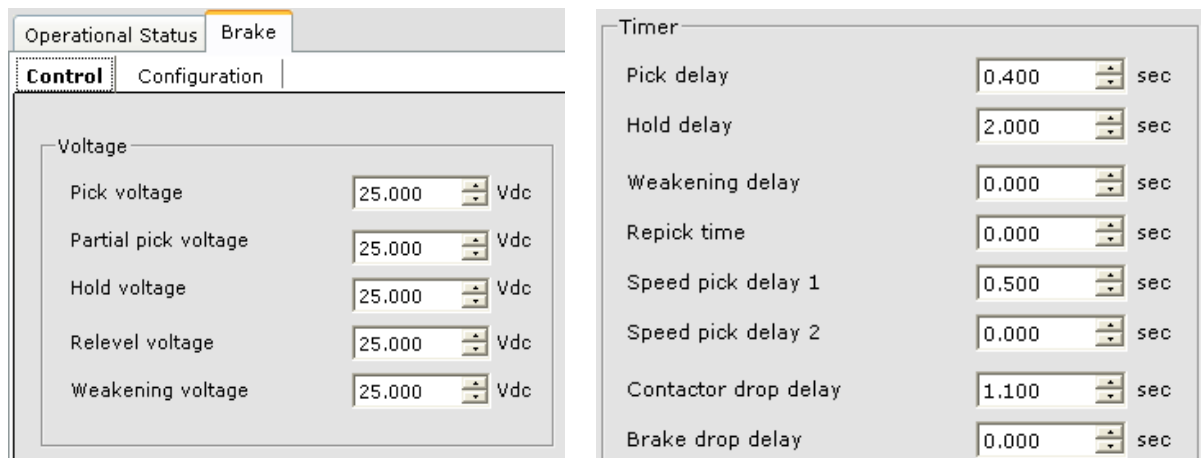 Operational Status Brake
Control Configuration
Voltage
Pick voltage 25.000 Vdc
Partial pick voltage 25.000 Vdc
Hold voltage 25.000 Vdc
Relevel voltage 25.000 Vdc
Weakening voltage 25.000 Vdc
Timer
Pick delay 0.400 sec
Hold delay 2.000 sec
Weakening delay 0.000 sec
Repick time 0.000 sec
Speed pick delay 1 0.500 sec
Speed pick delay 2 0.000 sec
Contactor drop delay 1.100 sec
Brake drop delay 0.000 sec